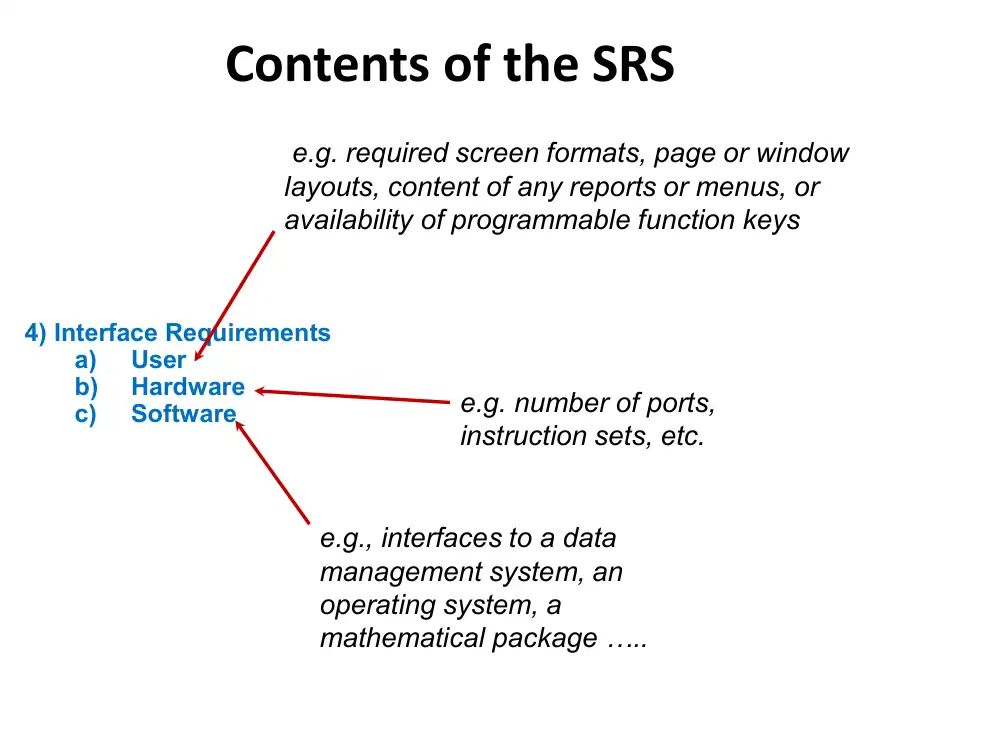 Contents of the SRS
e.g. required screen formats, page or window
layouts, content of any reports or menus, or
availability of programmable function keys
4) Interface Requirements
a) User
b) Hardware
c) Software
e.g. number of ports,
instruction sets, etc.
e.g., interfaces to a data
management system, an
operating system, a
mathematical package …..